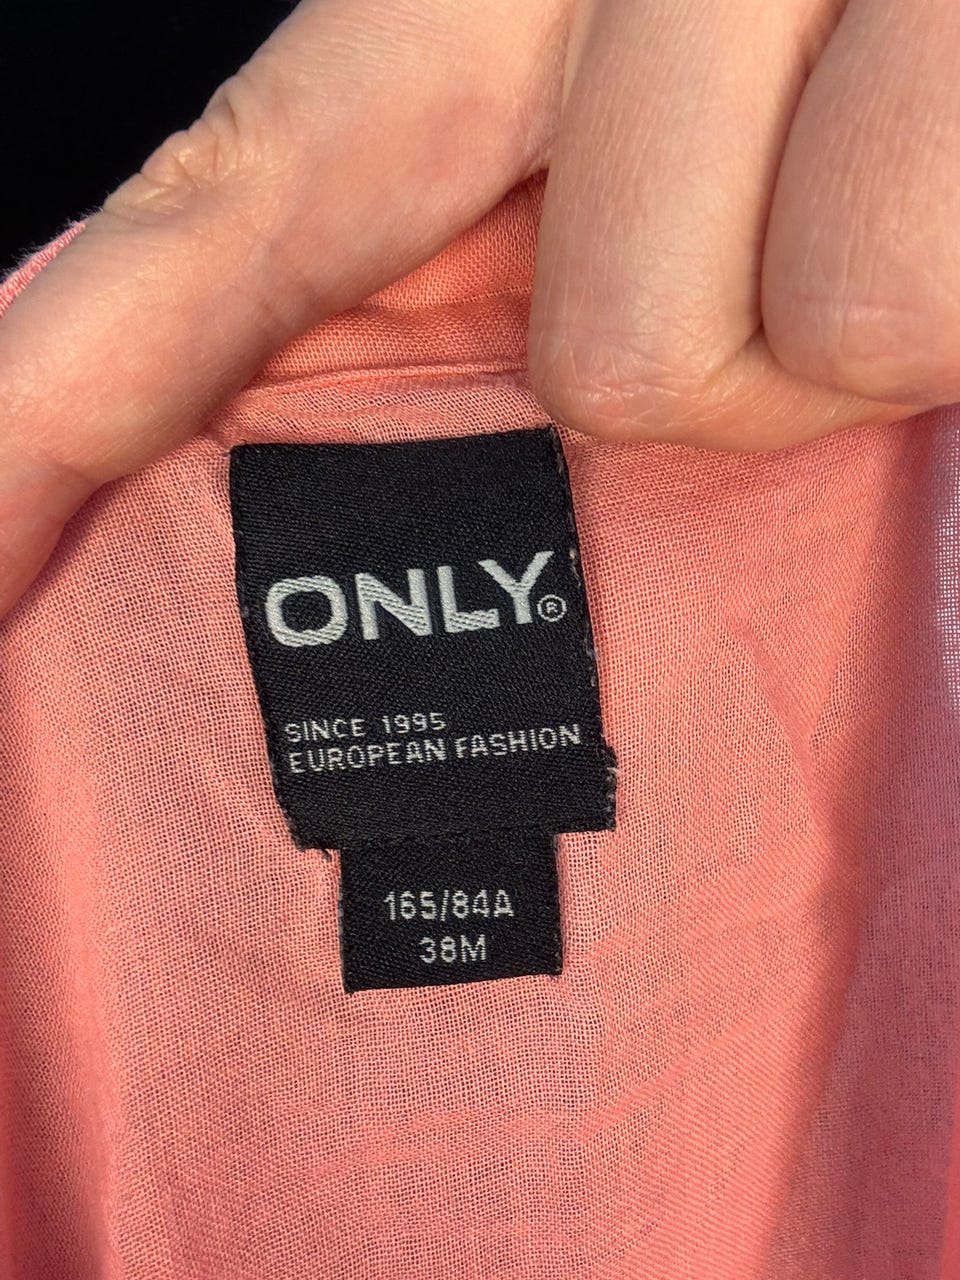 ONLY®
SINCE 1995
EUROPEAN FASHION
165/84A
38M